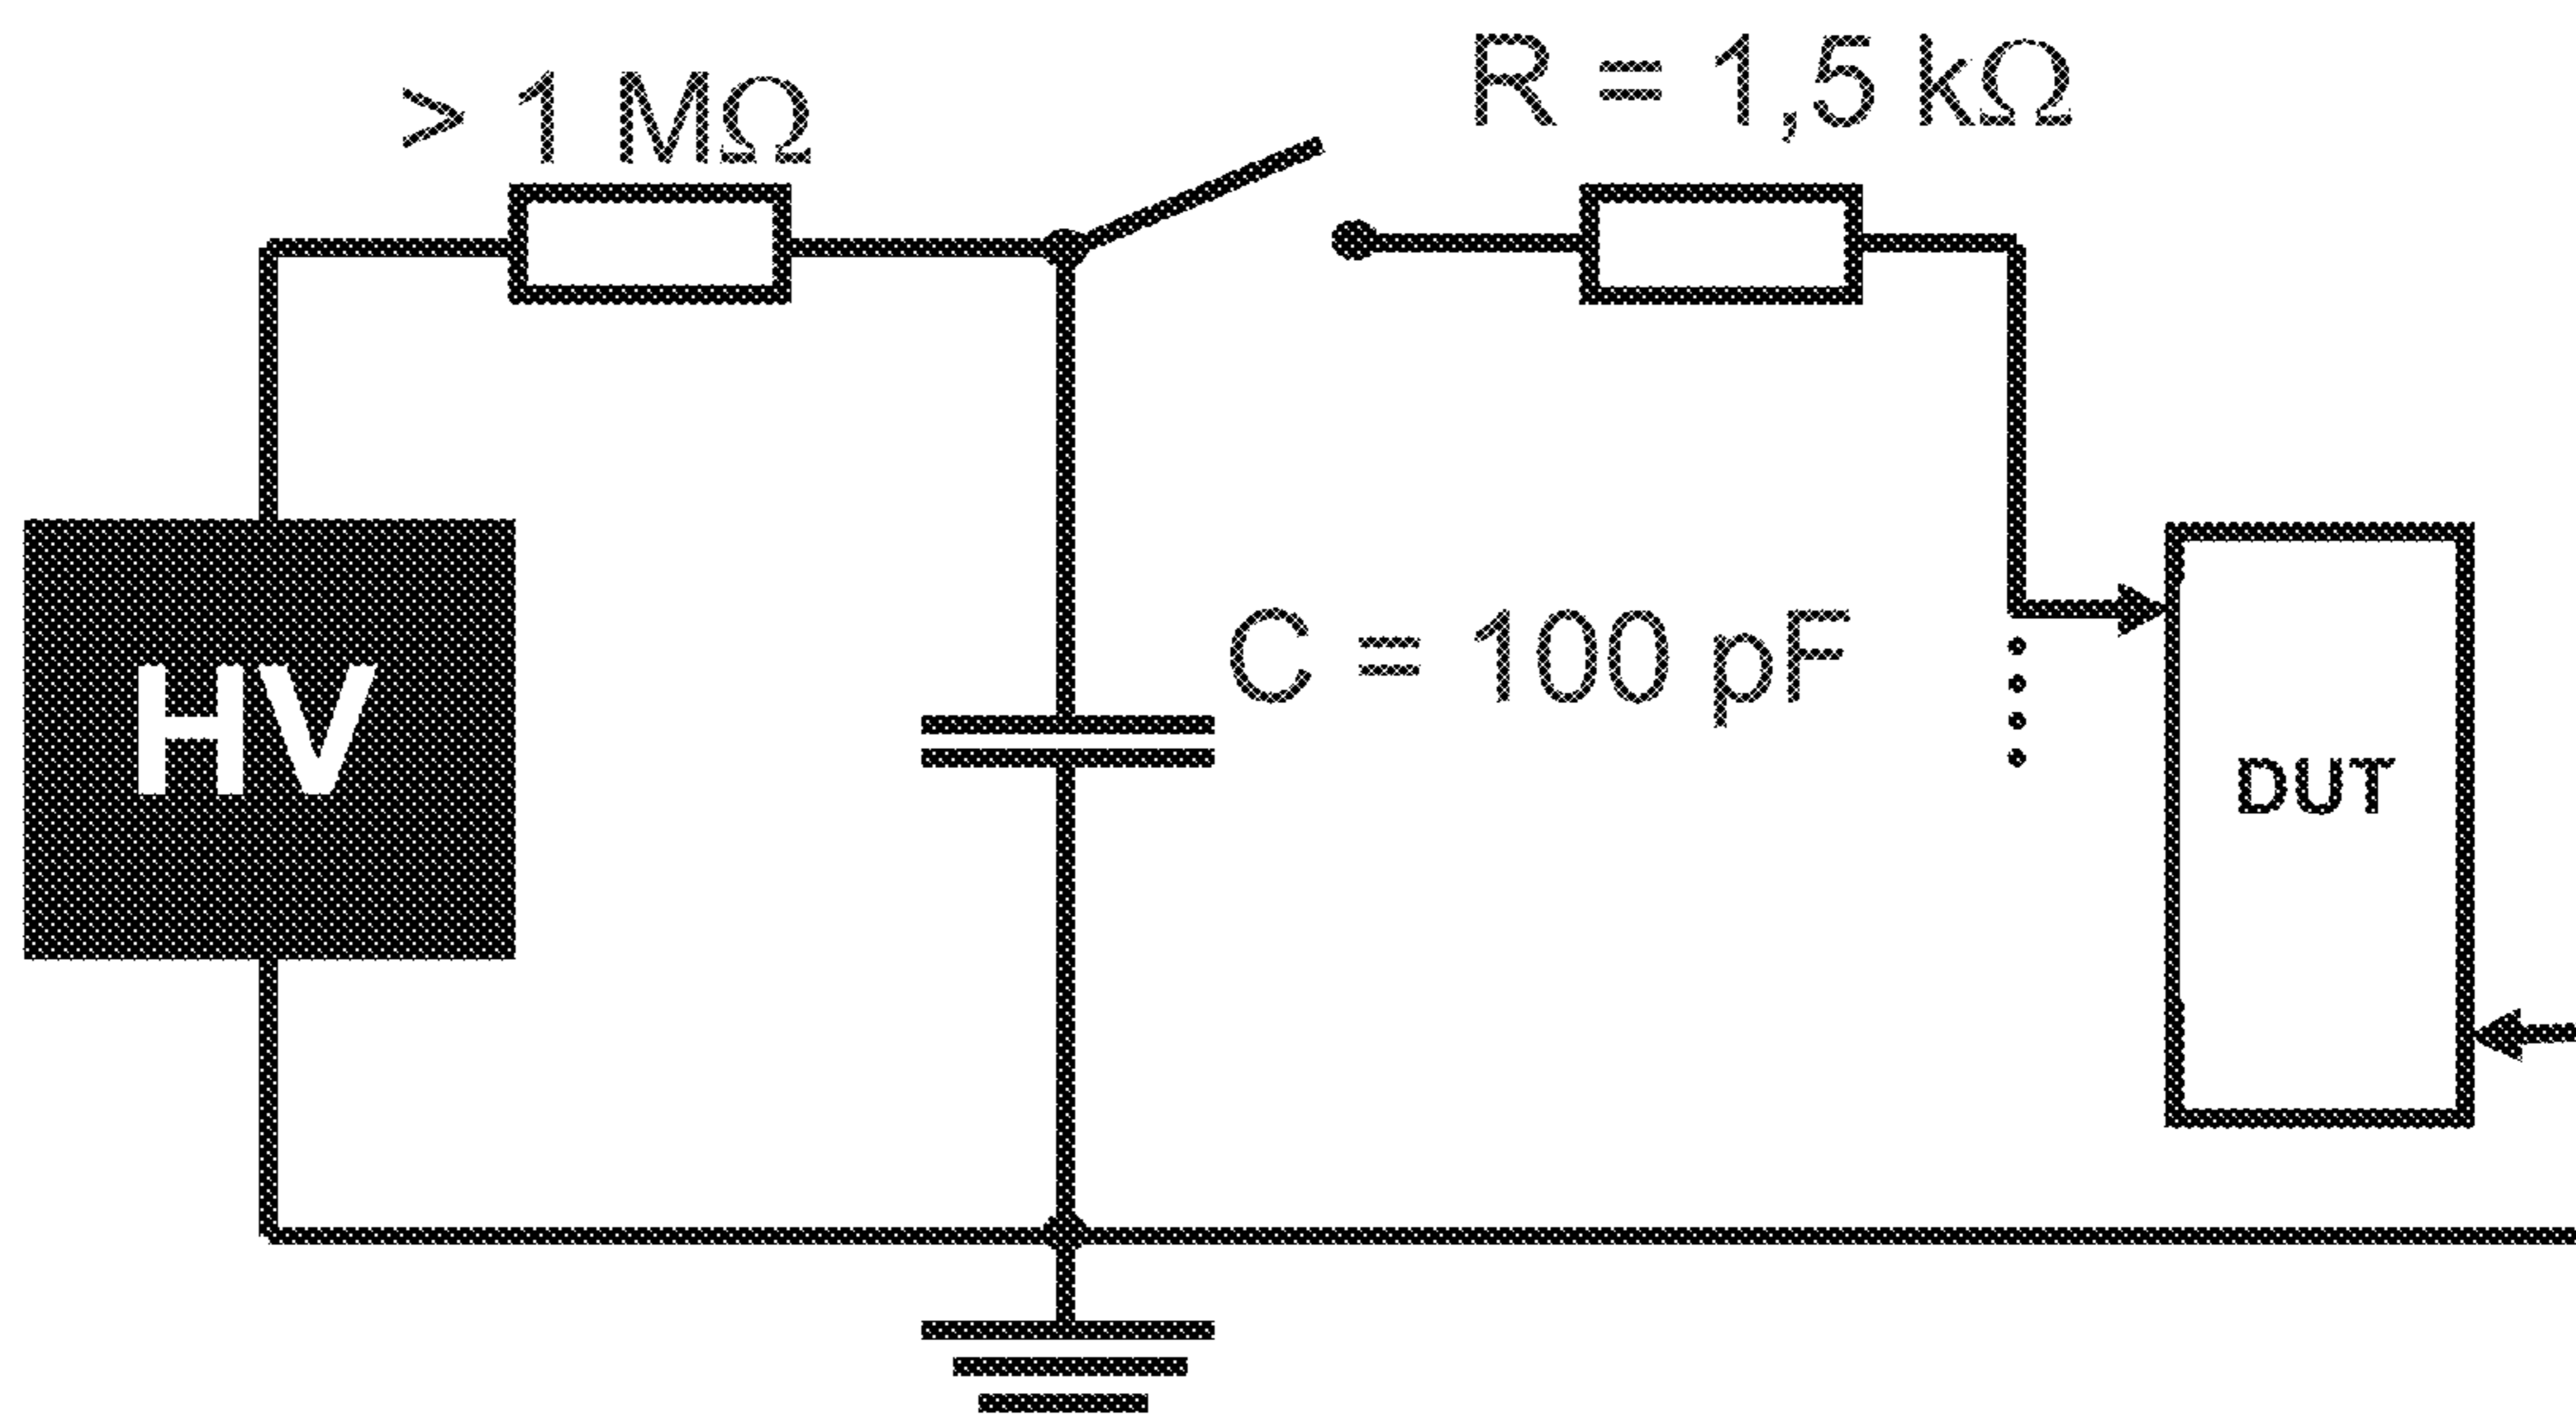 > 1 MΩ
R = 1,5 kΩ
HV
C = 100 pF
DUT